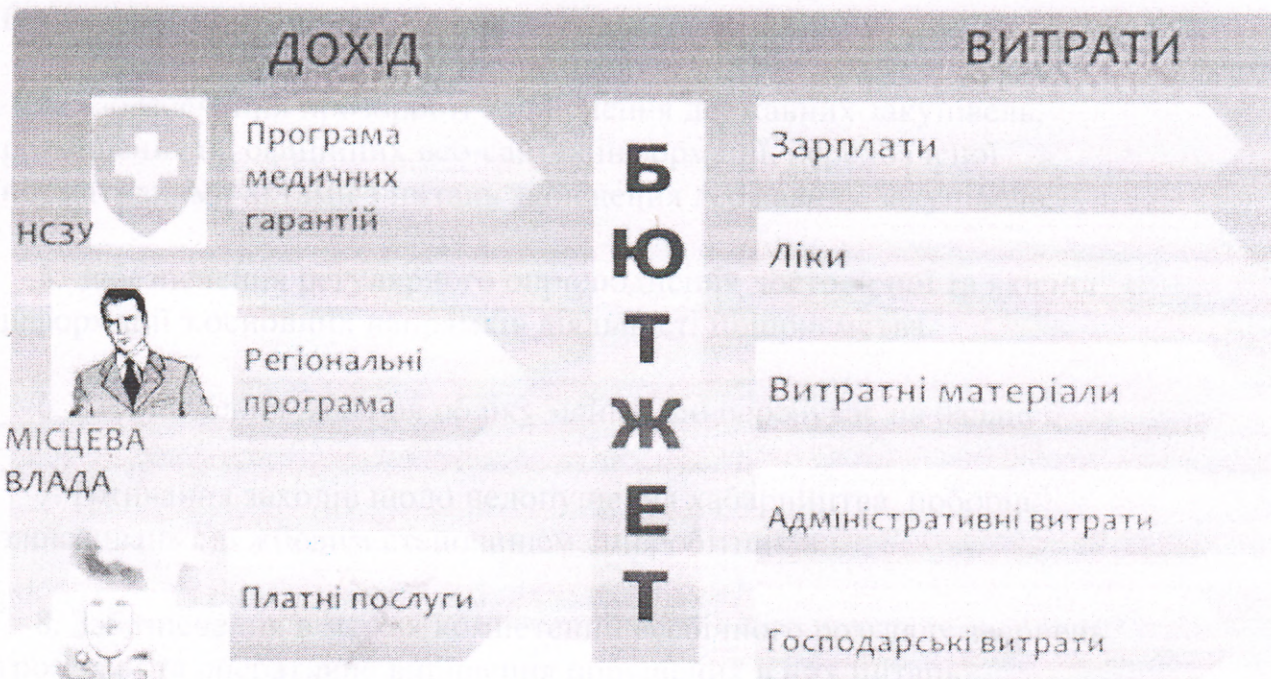 ДОХІД
ВИТРАТИ
НСЗУ
Програма
медичних
гарантій
МІСЦЕВА
ВЛАДА
Регіональні
програма
Платні послуги
Б
Ю
Т
Ж
Е
Т
Зарплати
Ліки
Витратні матеріали
Адміністративні витрати
Господарські витрати